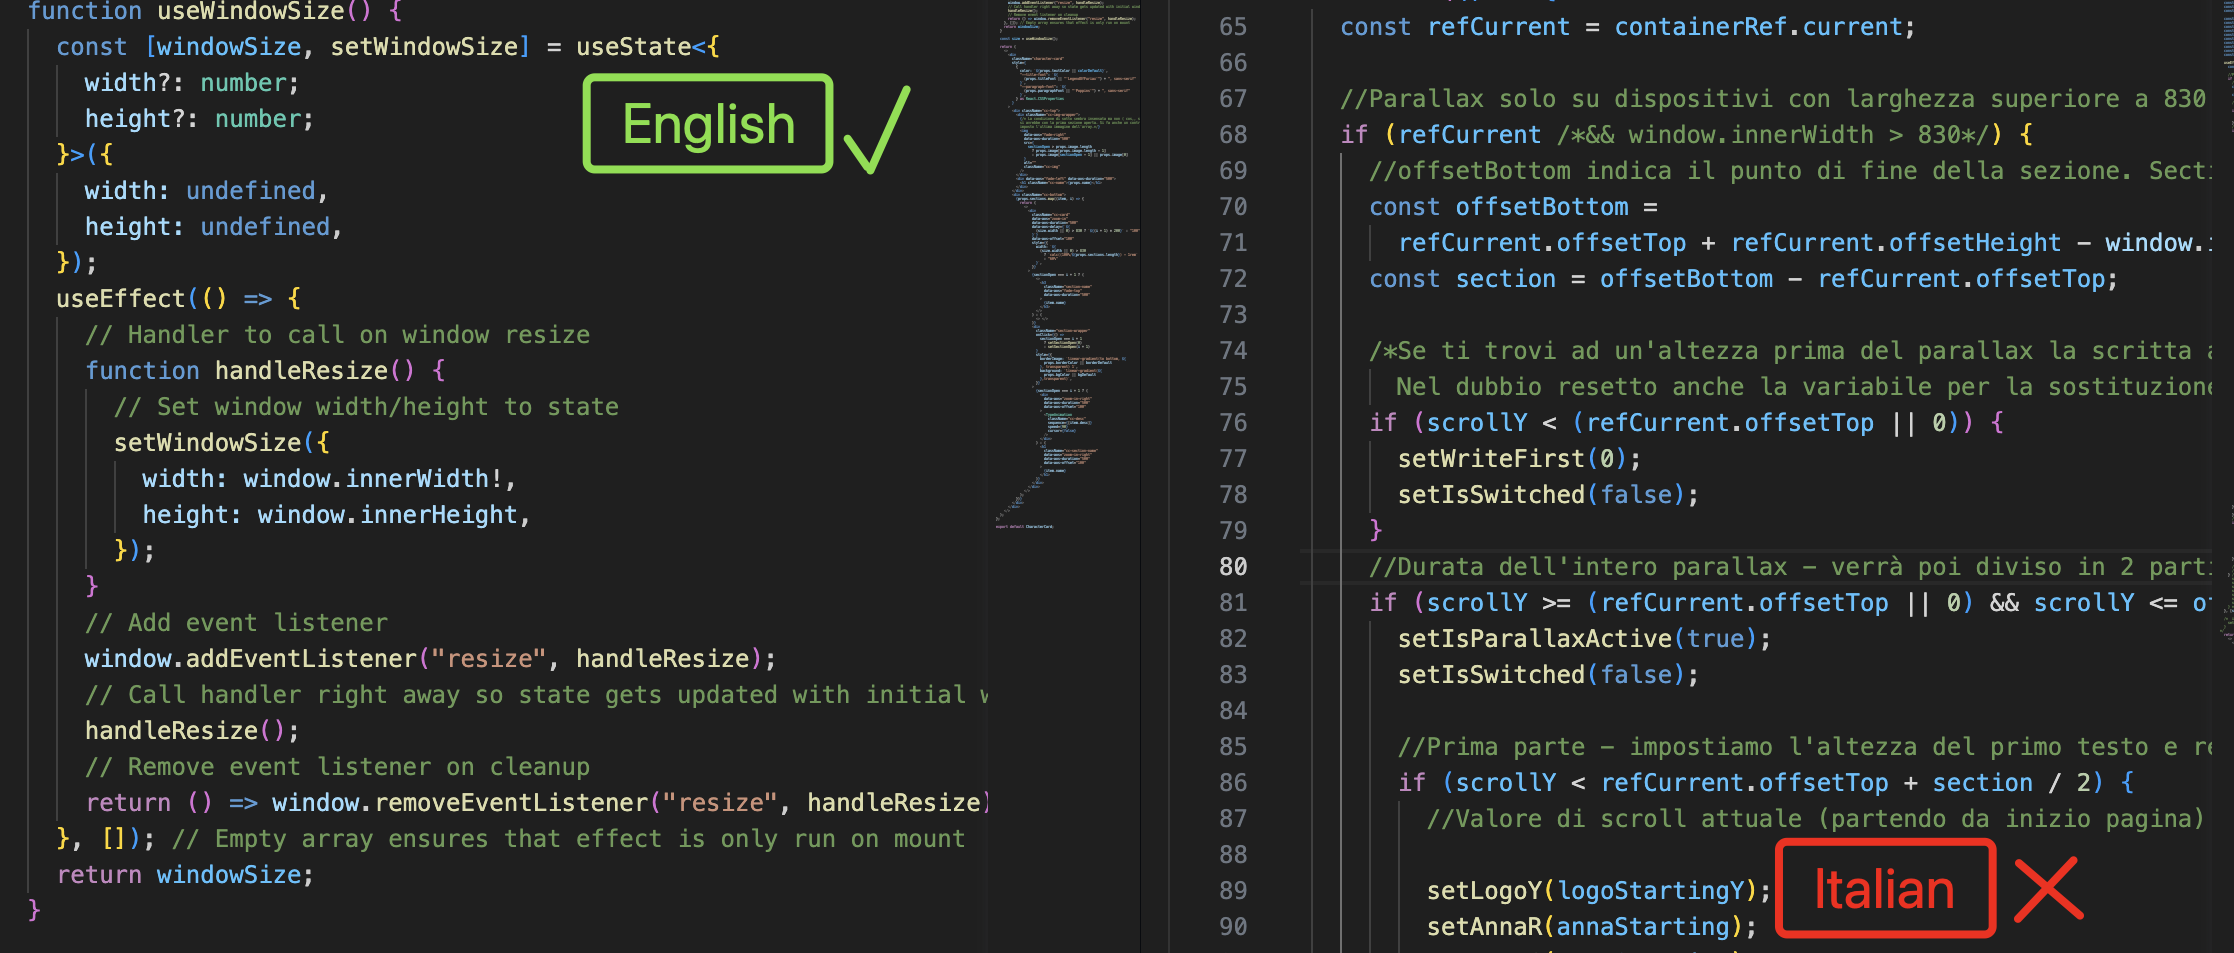 function useWindowSize() {
const [windowSize, setWindowSize] = useState<{
width?: number;
height?: number;
}>({
width: undefined,
height: undefined,
});
useEffect(() => {
// Handler to call on window resize
function handleResize() {
// Set window width/height to state
setWindowSize({
width: window.innerWidth!,
height: window.innerHeight,
});
}
// Add event listener
window.addEventListener("resize", handleResize);
// Call handler right away so state gets updated with initial w
handleResize();
// Remove event listener on cleanup
return () => window.removeEventListener("resize", handleResize)
}, []); // Empty array ensures that effect is only run on mount
return windowSize;
}
English
65 const refCurrent = containerRef.current;
66
67 //Parallax solo su dispositivi con larghezza superiore a 830
68 if (refCurrent /*&& window.innerWidth > 830*/) {
69 //offsetBottom indica il punto di fine della sezione. Secti
70 const offsetBottom =
71 refCurrent.offsetTop + refCurrent.offsetHeight - window.i
72 const section = offsetBottom - refCurrent.offsetTop;
73
74 /*Se ti trovi ad un'altezza prima del parallax la scritta a
75 Nel dubbio resetto anche la variabile per la sostituzione
76 if (scrollY < (refCurrent.offsetTop || 0)) {
77 setWriteFirst(0);
78 setIsSwitched(false);
79 }
80 //Durata dell'intero parallax - verrà poi diviso in 2 parti
81 if (scrollY >= (refCurrent.offsetTop || 0) && scrollY <= of
82 setIsParallaxActive(true);
83 setIsSwitched(false);
84
85 //Prima parte - impostiamo l'altezza del primo testo e re
86 if (scrollY < refCurrent.offsetTop + section / 2) {
87 //Valore di scroll attuale (partendo da inizio pagina)
88
89 setLogoY(logoStartingY);
90 setAnnaR(annaStarting);
Italian